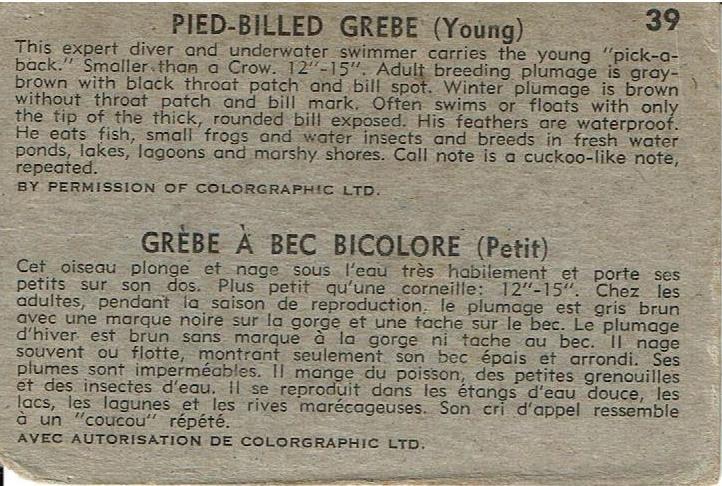 PIED-BILLED GREBE (Young) 39
This expert diver and underwater swimmer carries the young "pick-a-
back." Smaller than a Crow. 12"-15". Adult breeding plumage is gray-
brown with black throat patch and bill spot. Winter plumage is brown
without throat patch and bill mark. Often swims or floats with only
the tip of the thick, rounded bill exposed. His feathers are waterproof.
He eats fish, small frogs and water insects and breeds in fresh water
ponds, lakes, lagoons and marshy shores. Call note is a cuckoo-like note,
repeated.
BY PERMISSION OF COLORGRAPHIC LTD.
GRÈBE À BEC BICOLORE (Petit)
Cet oiseau plonge et nage sous l'eau très habilement et porte ses
petits sur son dos. Plus petit qu'une corneille: 12"-15". Chez les
adultes, pendant la saison de reproduction, le plumage est gris brun
avec une marque noire sur la gorge et une tache sur le bec. Le plumage
d'hiver est brun sans marque à la gorge ni tache au bec. Il nage
souvent ou flotte, montrant seulement son bec épais et arrondi. Ses
plumes sont imperméables. Il mange du poisson, des petites grenouilles
et des insectes d'eau. Il se reproduit dans les étangs d'eau douce, les
lacs, les lagunes et les rives marécageuses. Son cri d'appel ressemble
à un "coucou" répété.
AVEC AUTORISATION DE COLORGRAPHIC LTD.